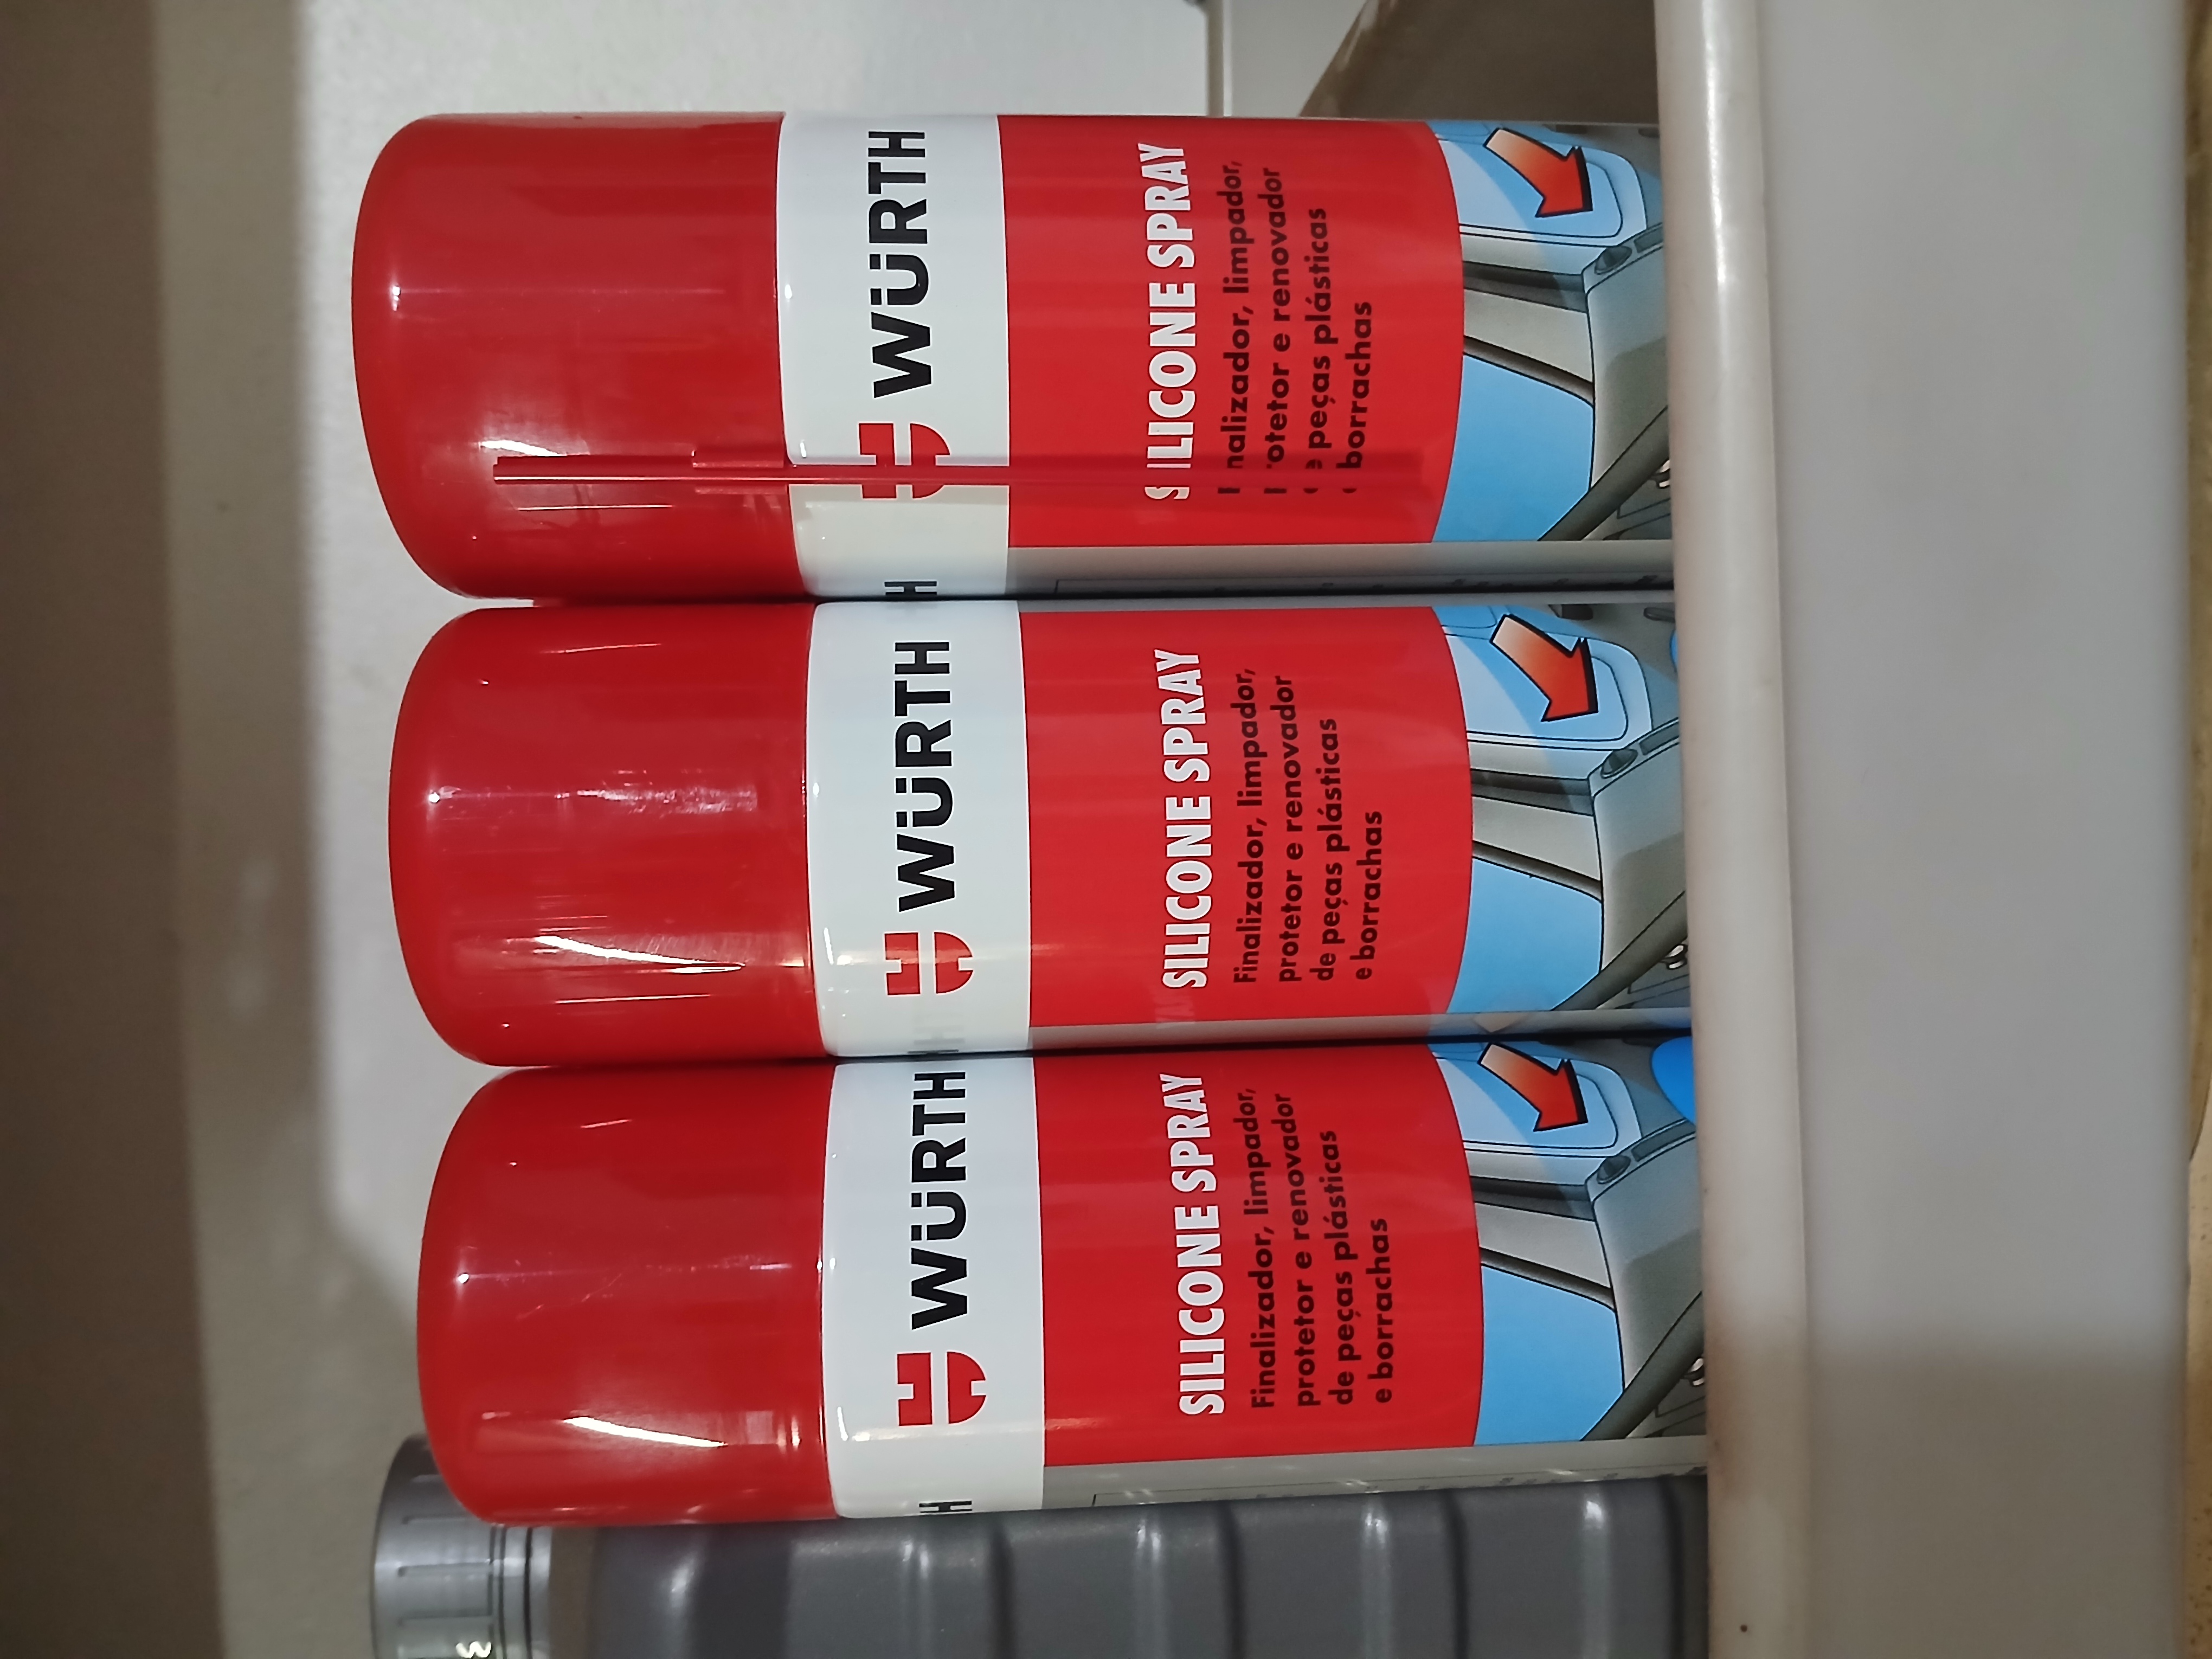 WÜRTH
SILICONE SPRAY
Finalizador, limpador,
protetor e renovador
de peças plásticas
e borrachas
WÜRTH
SILICONE SPRAY
Finalizador, limpador,
protetor e renovador
de peças plásticas
e borrachas
WÜRTH
SILICONE SPRAY
nalizador, limpador,
otetor e renovador
peças plásticas
borrachas